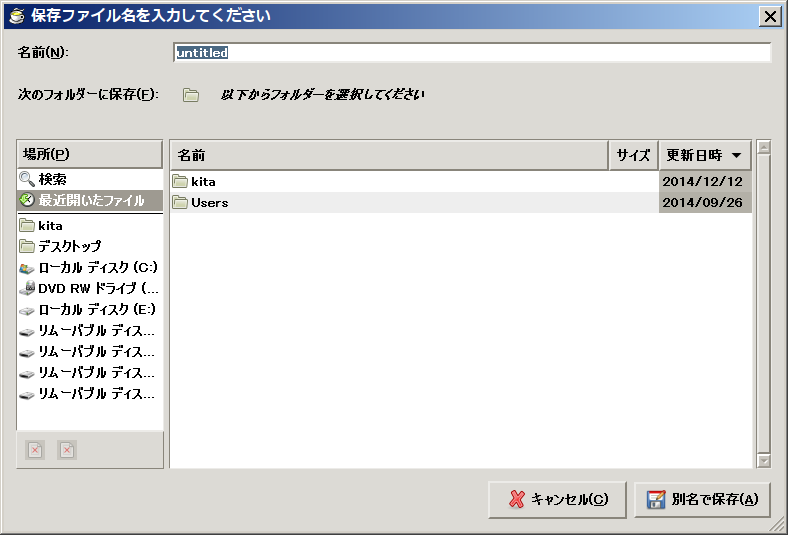 保存ファイル名を入力してください
名前(N): untitled
次のフォルダーに保存(F): 以下からフォルダーを選択してください
場所(P) 名前 サイズ 更新日時
検索
最近開いたファイル
kita
デスクトップ
ローカル ディスク (C:)
DVD RW ドライブ (...
ローカル ディスク (E:)
リムーバブル ディス...
リムーバブル ディス...
リムーバブル ディス...
リムーバブル ディス...
kita 2014/12/12
Users 2014/09/26
キャンセル(C) 別名で保存(A)